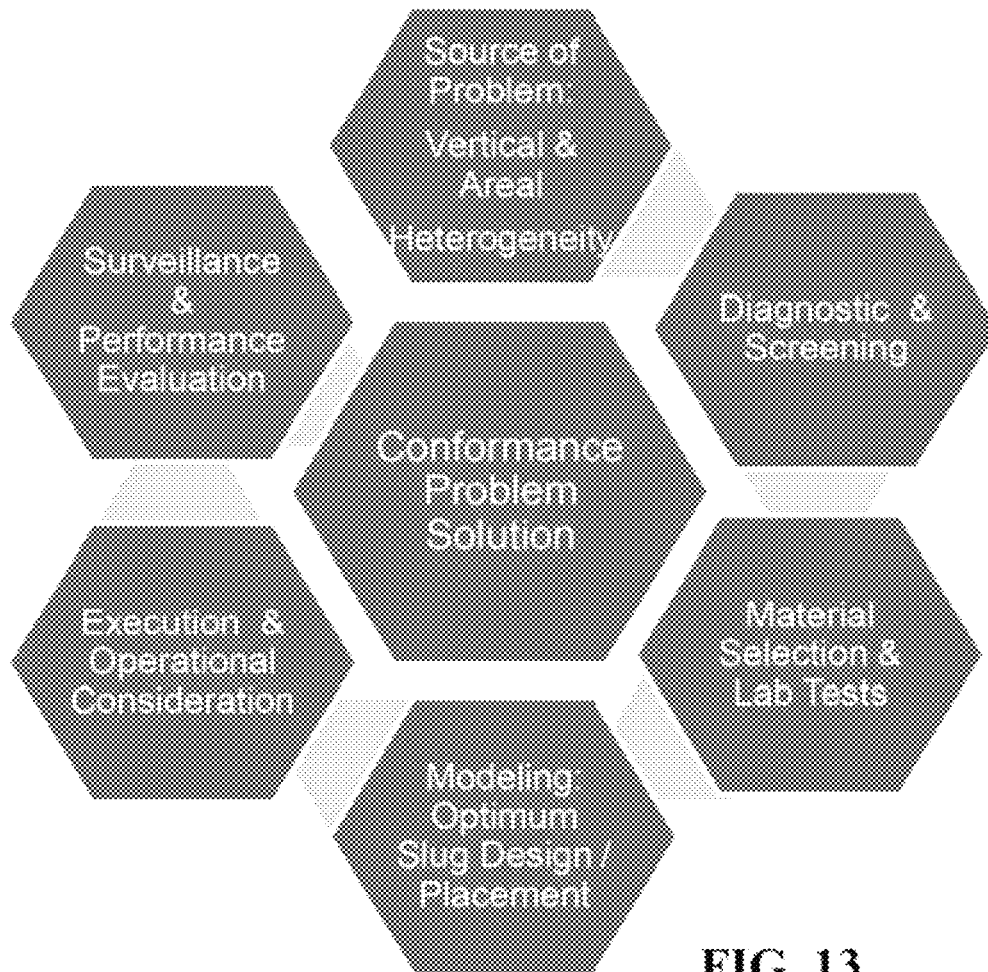 Source of
Problem:
Vertical &
Areal
Heterogeneity
Diagnostic &
Screening
Material
Selection &
Lab Tests
Modeling:
Optimum
Slug Design /
Placement
Execution &
Operational
Consideration
Surveillance
&
Performance
Evaluation
Conformance
Problem
Solution
FIG. 13